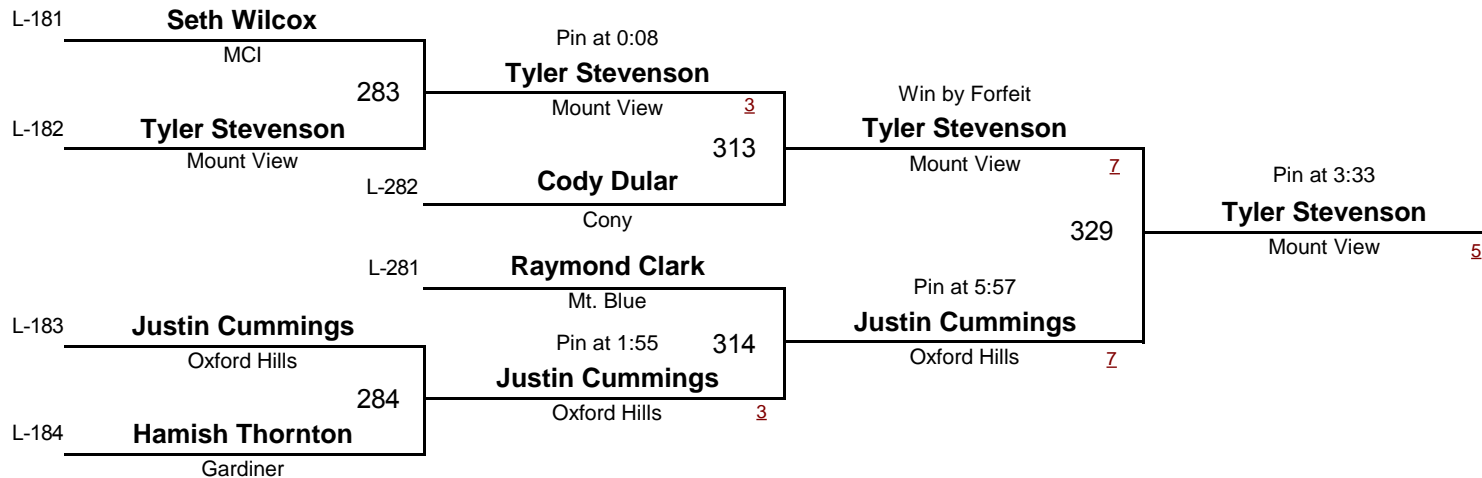 L-181
Seth Wilcox
MCI
283
L-182
Tyler Stevenson
Mount View
Pin at 0:08
Tyler Stevenson
Mount View
3
313
L-282
Cody Dular
Cony
Win by Forfeit
Tyler Stevenson
Mount View
7
329
Pin at 3:33
Tyler Stevenson
Mount View
5
L-281
Raymond Clark
Mt. Blue
314
L-183
Justin Cummings
Oxford Hills
284
L-184
Hamish Thornton
Gardiner
Pin at 1:55
Justin Cummings
Oxford Hills
3
Pin at 5:57
Justin Cummings
Oxford Hills
7